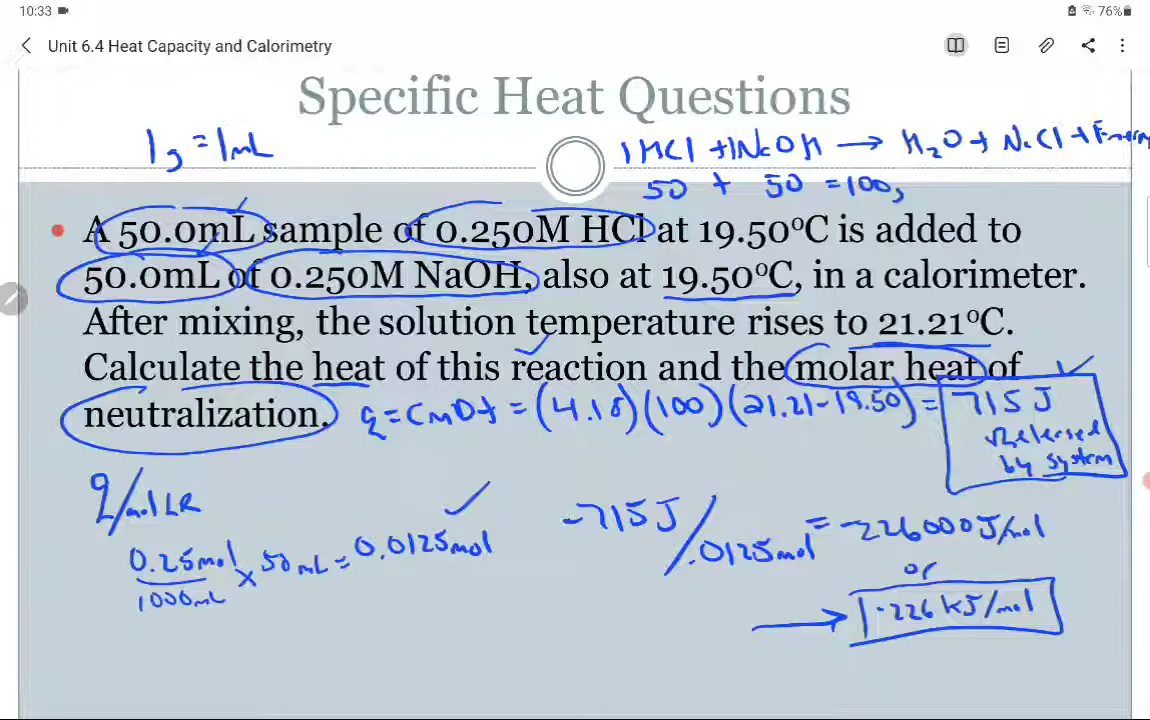 10:33 76%
Unit 6.4 Heat Capacity and Calorimetry
Specific Heat Questions
1g = 1mL
1HCl + 1NaOH → H2O + NaCl + Energy
50 + 50 = 100g
• A 50.0mL sample of 0.250M HCl at 19.50°C is added to
50.0mL of 0.250M NaOH, also at 19.50°C, in a calorimeter.
After mixing, the solution temperature rises to 21.21°C.
Calculate the heat of this reaction and the molar heat of
neutralization.
q = CmΔt = (4.18)(100)(21.21-19.50) = 715 J
Released
by system
q/mol LR
0.25mol/1000mL × 50mL = 0.0125mol
-715 J/.0125mol = -226000J/mol
or
-226 kJ/mol